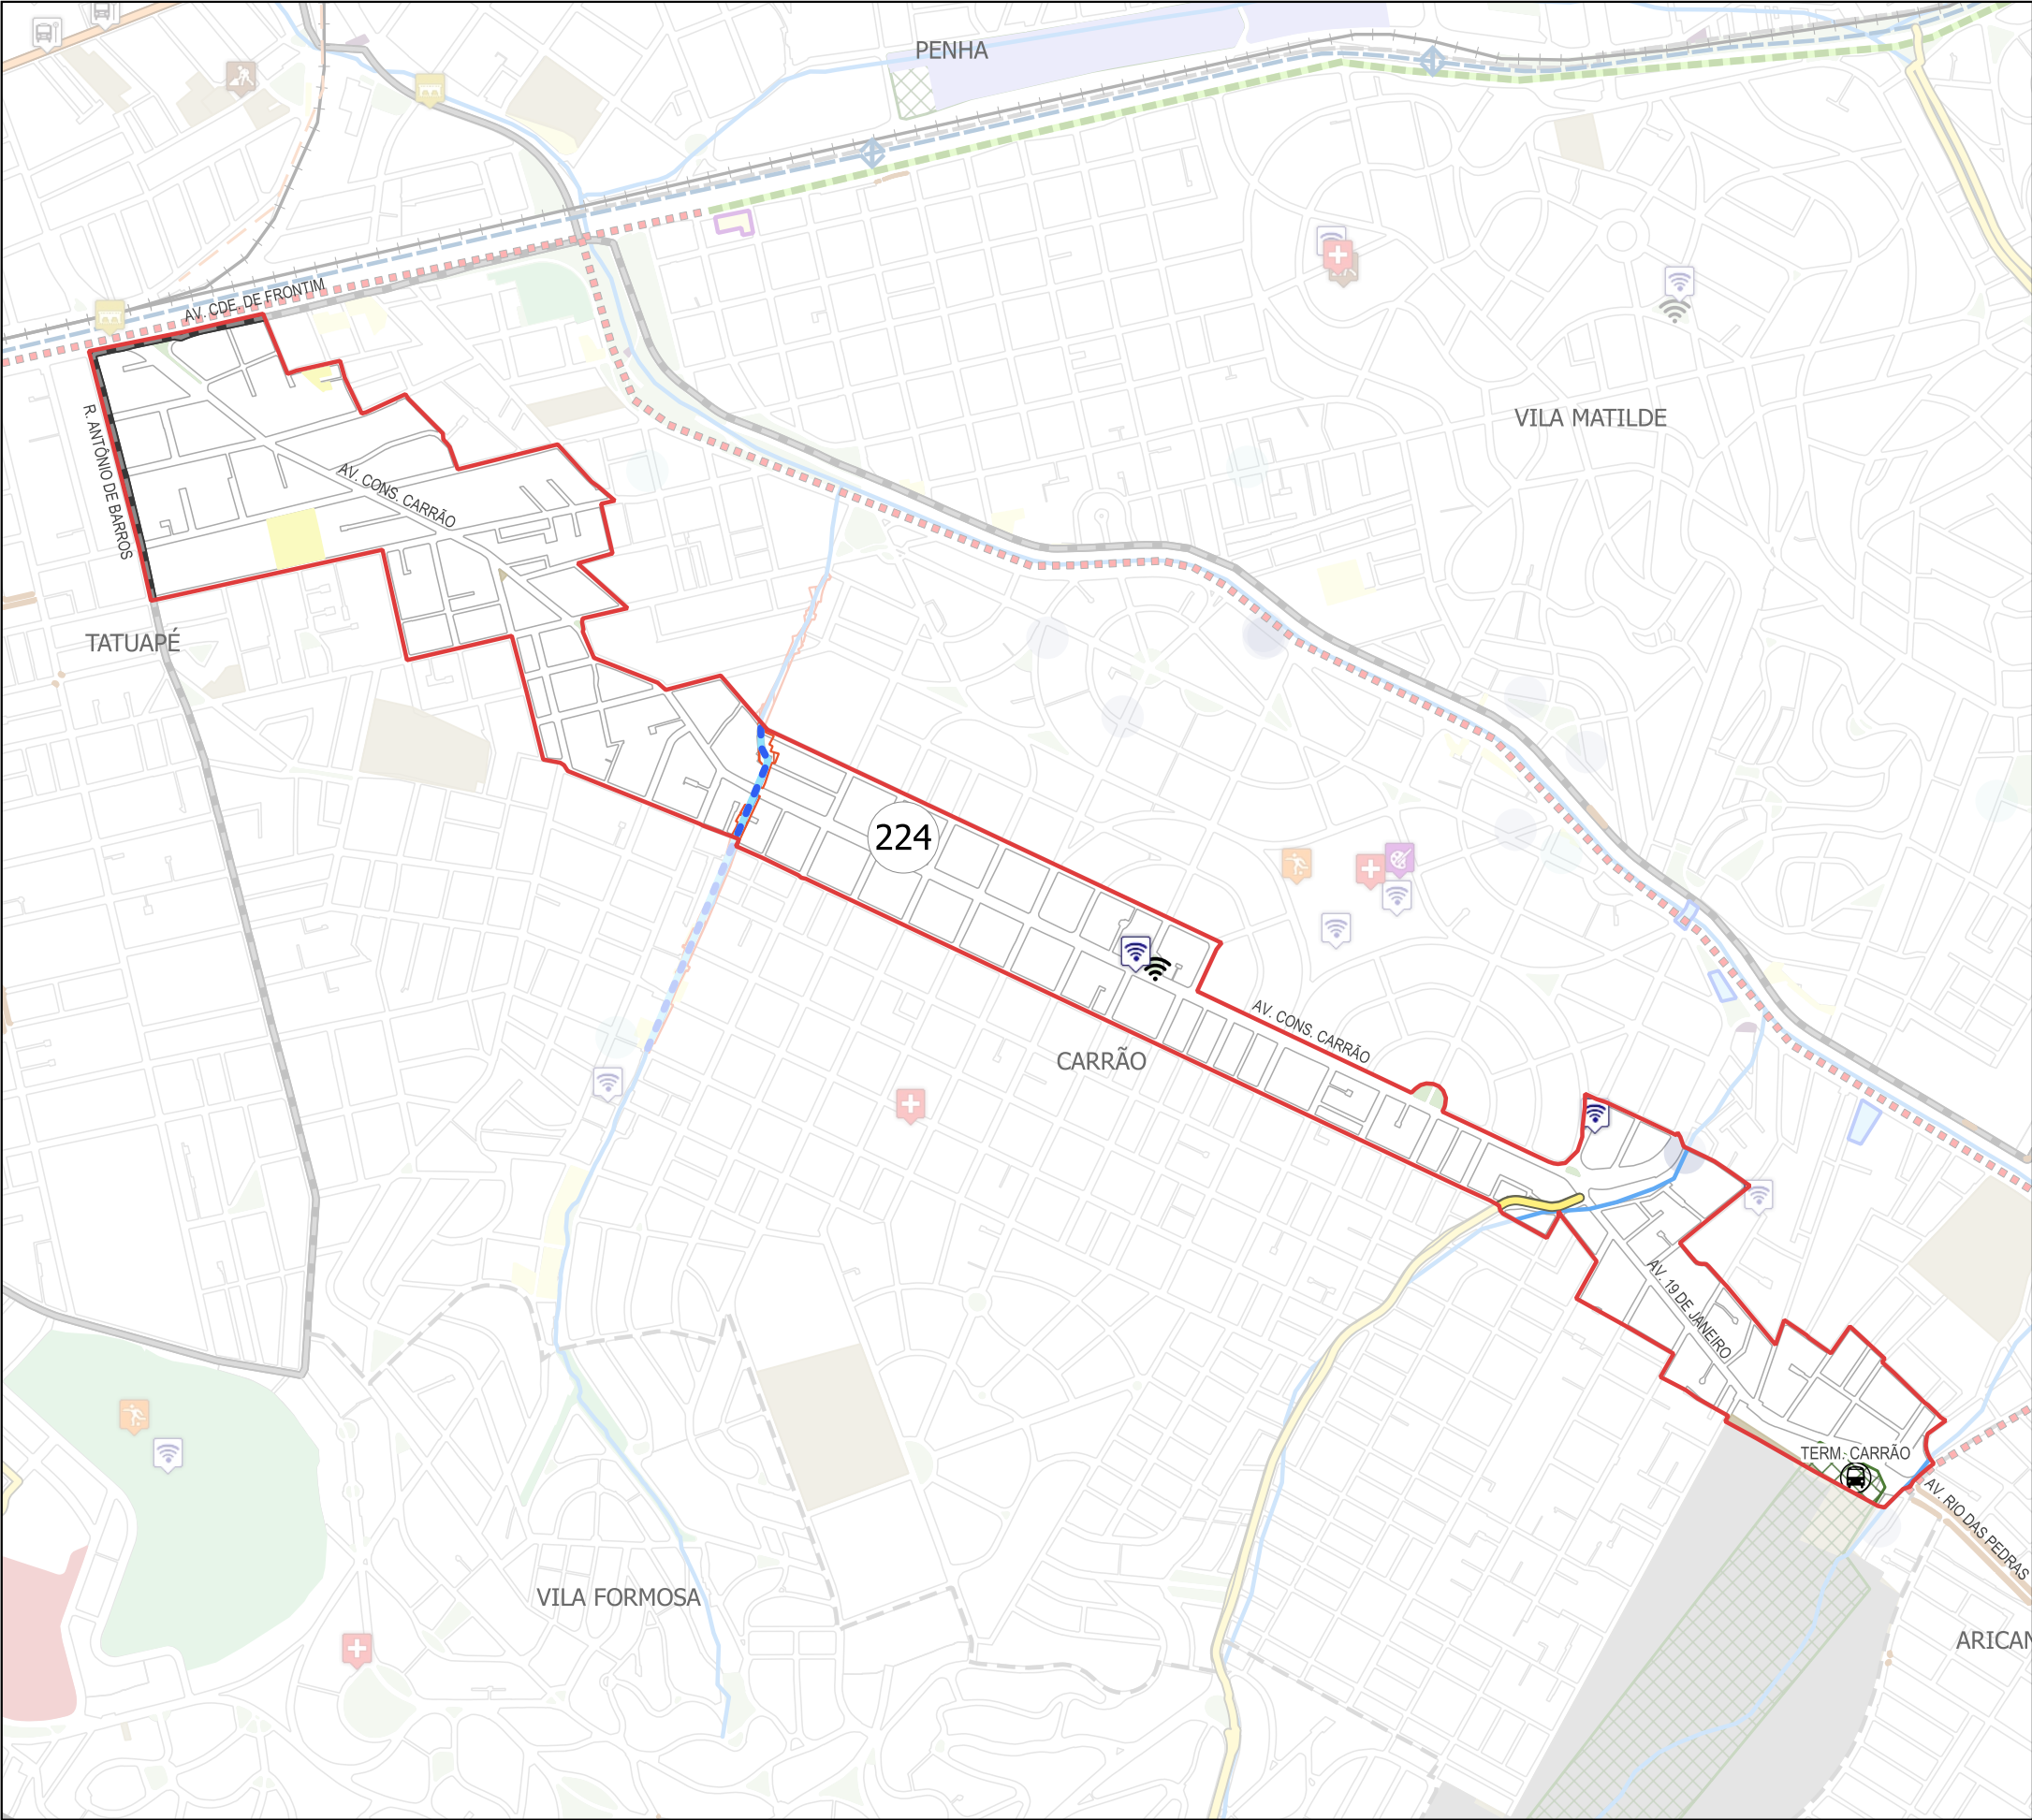 PENHA
AV. CDE. DE FRONTIM
VILA MATILDE
R. ANTÔNIO DE BARROS
AV. CONS. CARRÃO
TATUAPÉ
224
AV. CONS. CARRÃO
CARRÃO
AV. 19 DE JANEIRO
TERM. CARRÃO
AV. RIO DAS PEDRAS
VILA FORMOSA
ARICAN